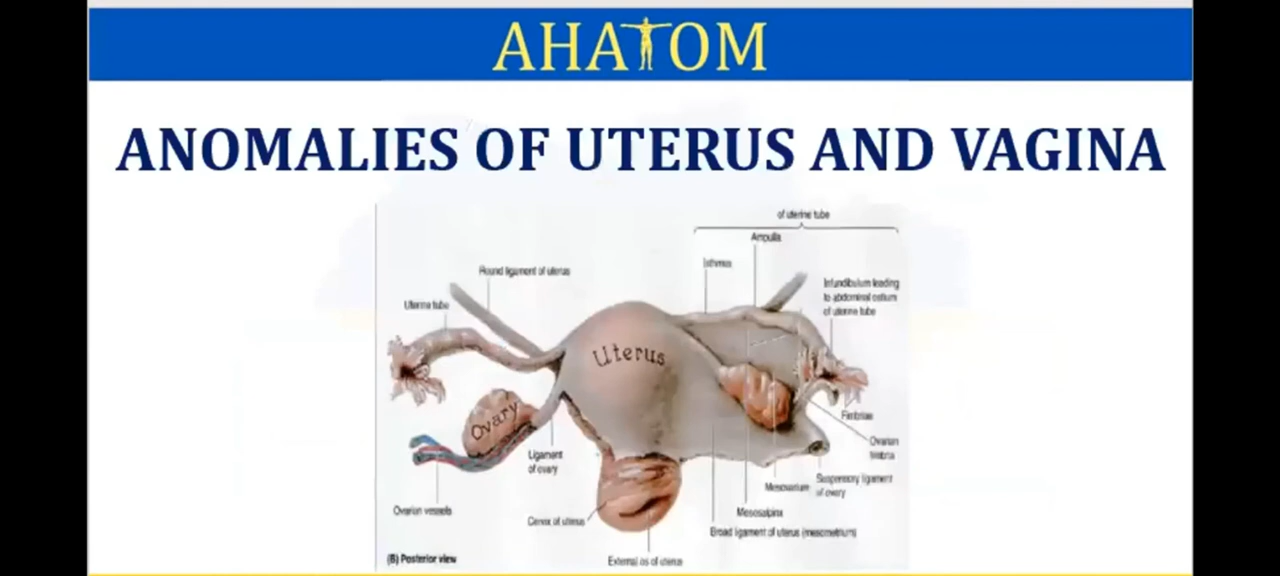 AHATOM
ANOMALIES OF UTERUS AND VAGINA
of uterine tube
Ampulla
Isthmus
Round ligament of uterus
Infundibulum leading
to abdominal ostium
of uterine tube
Uterine tube
Uterus
Ovary
Fimbriae
Ovarian
fimbria
Ligament
of ovary
Suspensory ligament
of ovary
Mesovarium
Ovarian vessels
Mesosalpinx
Cervix of uterus
Broad ligament of uterus (mesometrium)
(B) Posterior view
External os of uterus